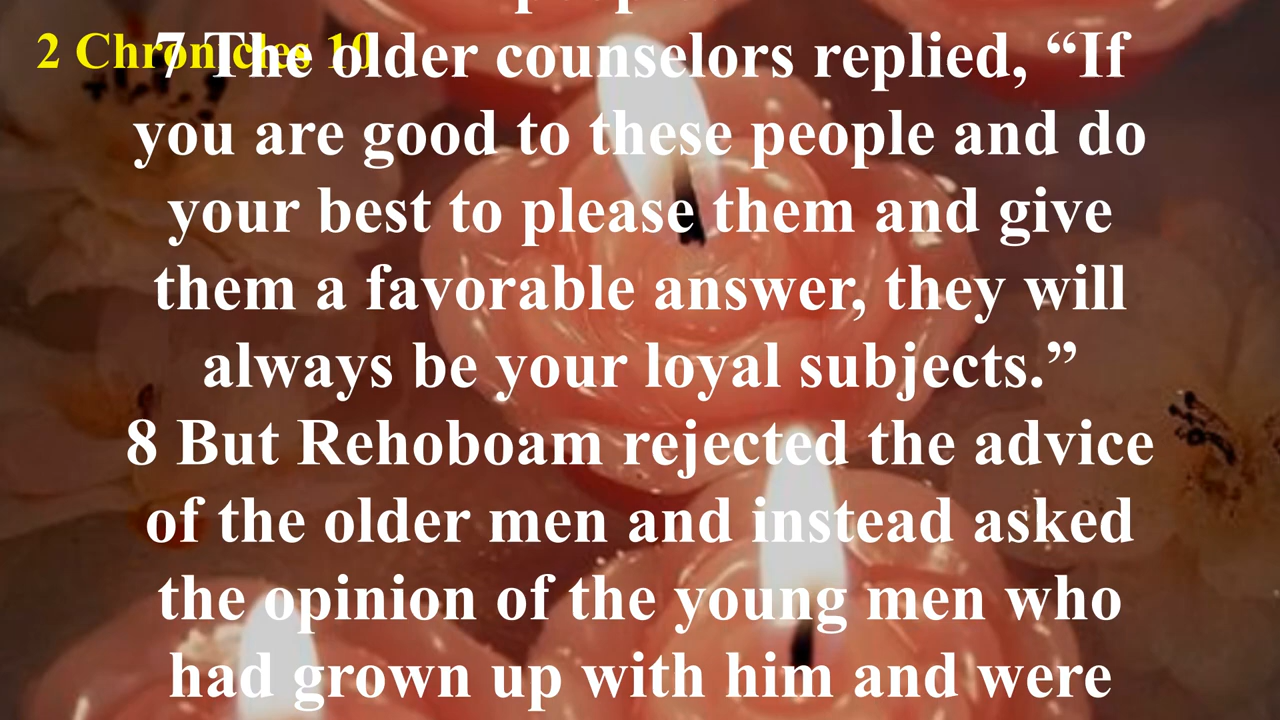 2 Chronicles 10
7 The older counselors replied, “If
you are good to these people and do
your best to please them and give
them a favorable answer, they will
always be your loyal subjects.”
8 But Rehoboam rejected the advice
of the older men and instead asked
the opinion of the young men who
had grown up with him and were